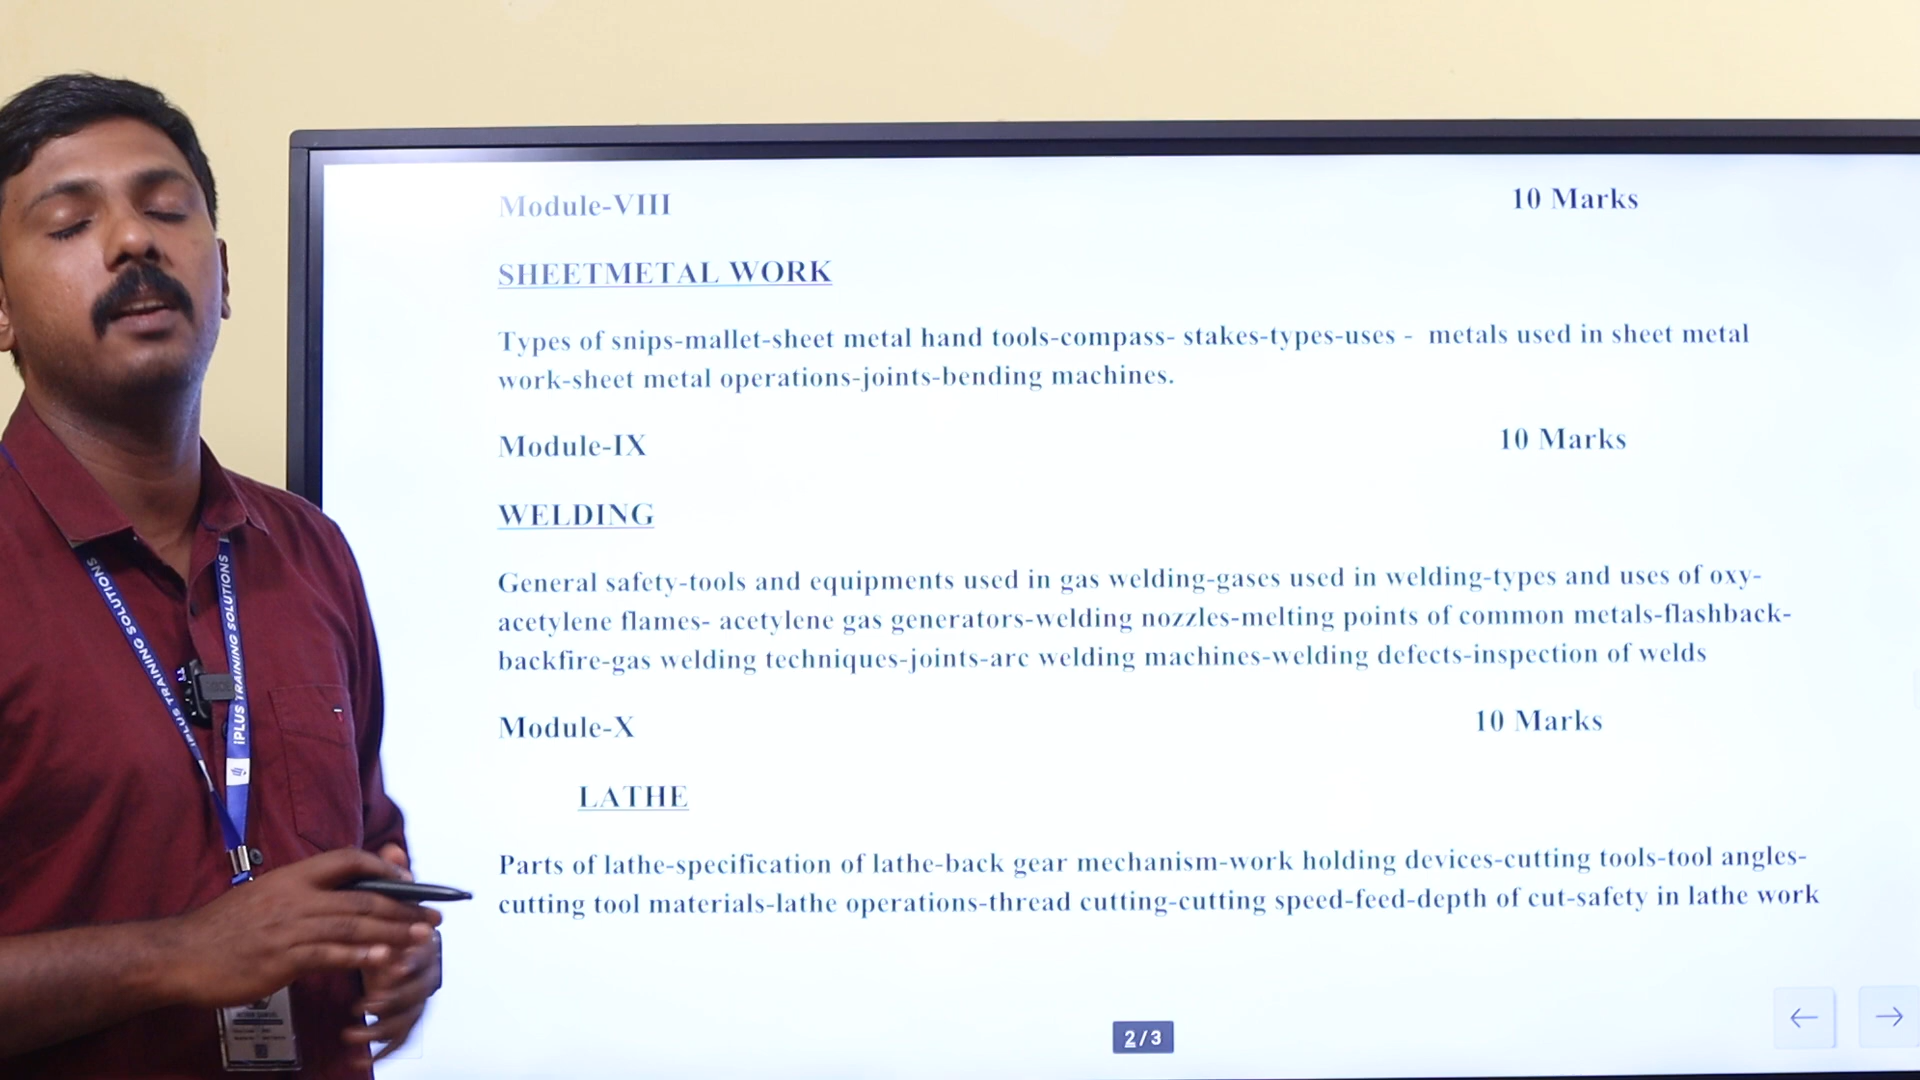 Module-VIII 10 Marks
SHEETMETAL WORK
Types of snips-mallet-sheet metal hand tools-compass- stakes-types-uses - metals used in sheet metal
work-sheet metal operations-joints-bending machines.
Module-IX 10 Marks
WELDING
General safety-tools and equipments used in gas welding-gases used in welding-types and uses of oxy-
acetylene flames- acetylene gas generators-welding nozzles-melting points of common metals-flashback-
backfire-gas welding techniques-joints-arc welding machines-welding defects-inspection of welds
Module-X 10 Marks
LATHE
Parts of lathe-specification of lathe-back gear mechanism-work holding devices-cutting tools-tool angles-
cutting tool materials-lathe operations-thread cutting-cutting speed-feed-depth of cut-safety in lathe work
2 / 3
iPLUS TRAINING SOLUTIONS
iPLUS TRAINING SOLUTIONS